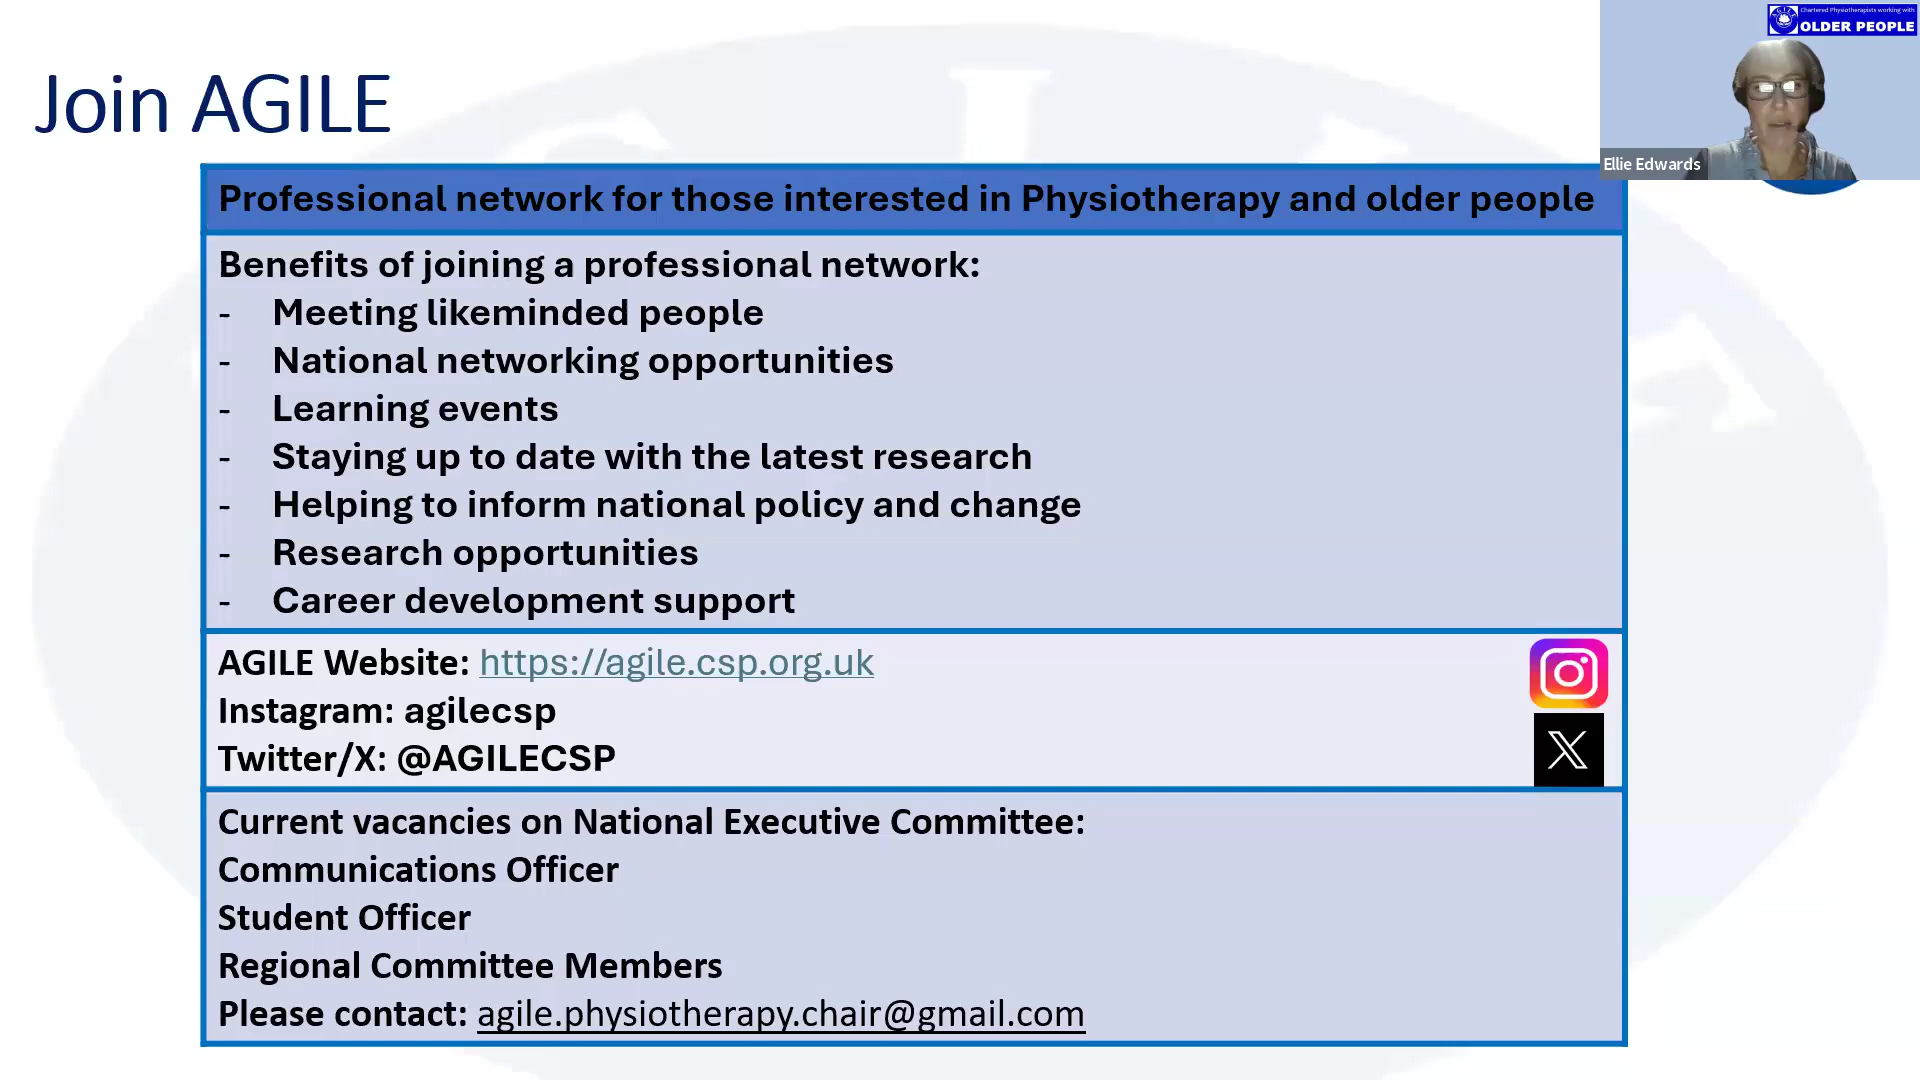 Join AGILE
Chartered Physiotherapists working with
OLDER PEOPLE
Ellie Edwards
Professional network for those interested in Physiotherapy and older people
Benefits of joining a professional network:
- Meeting likeminded people
- National networking opportunities
- Learning events
- Staying up to date with the latest research
- Helping to inform national policy and change
- Research opportunities
- Career development support
AGILE Website: https://agile.csp.org.uk
Instagram: agilecsp
Twitter/X: @AGILECSP
Current vacancies on National Executive Committee:
Communications Officer
Student Officer
Regional Committee Members
Please contact: agile.physiotherapy.chair@gmail.com